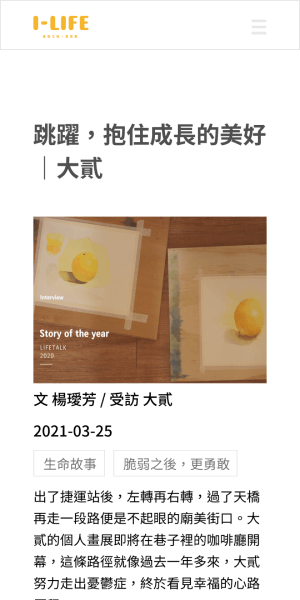 I-LIFE
跳躍，抱住成長的美好
｜大貳
Interview
Story of the year
LIFETALK
2020
文 楊璦芳 / 受訪 大貳
2021-03-25
生命故事
脆弱之後，更勇敢
出了捷運站後，左轉再右轉，過了天橋
再走一段路便是不起眼的廟美街口。大
貳的個人畫展即將在巷子裡的咖啡廳開
幕，這條路徑就像過去一年多來，大貳
努力走出憂鬱症，終於看見幸福的心路